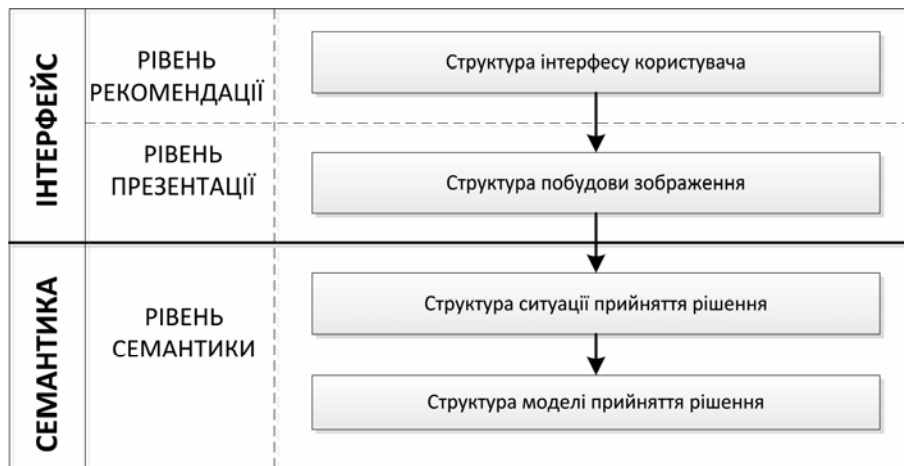 ІНТЕРФЕЙС
РІВЕНЬ
РЕКОМЕНДАЦІЇ
Структура інтерфесу користувача
РІВЕНЬ
ПРЕЗЕНТАЦІЇ
Структура побудови зображення
СЕМАНТИКА
РІВЕНЬ
СЕМАНТИКИ
Структура ситуації прийняття рішення
Структура моделі прийняття рішення